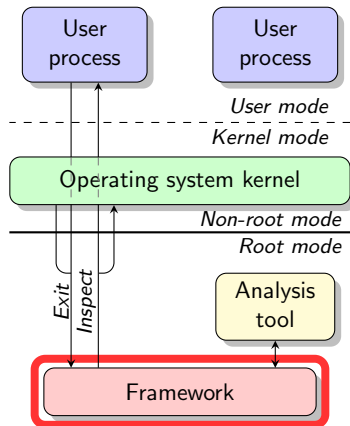 User
process
User
process
User mode
Kernel mode
Operating system kernel
Non-root mode
Root mode
Exit
Inspect
Analysis
tool
Framework